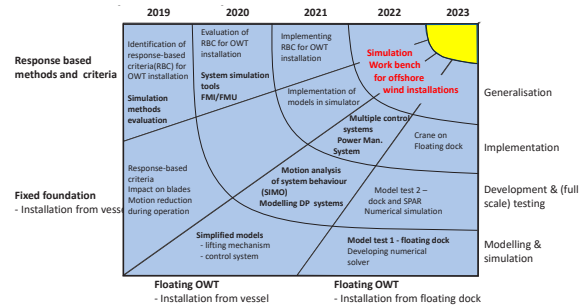 2019
2020
2021
2022
2023
Response based
methods and criteria
Identification of
response-based
criteria(RBC) for
OWT installation
Simulation
methods
evaluation
Evaluation of
RBC for OWT
installation
System simulation
tools
FMI/FMU
Implementing
RBC for OWT
installation
Implementation of
models in simulator
Simulation
Work bench
for offshore
wind installations
Generalisation
Multiple control
systems
Power Man.
System
Crane on
Floating dock
Implementation
Fixed foundation
- Installation from vesse
Response-based
criteria
Impact on blades
Motion reduction
during operation
Motion analysis
of system behaviour
(SIMO)
Modelling DP systems
Model test 2 –
dock and SPAR
Numerical simulation
Development & (full
scale) testing
Simplified models
- lifting mechanism
- control system
Model test 1 - floating dock
Developing numerical
solver
Modelling &
simulation
Floating OWT
- Installation from vessel
Floating OWT
- Installation from floating dock